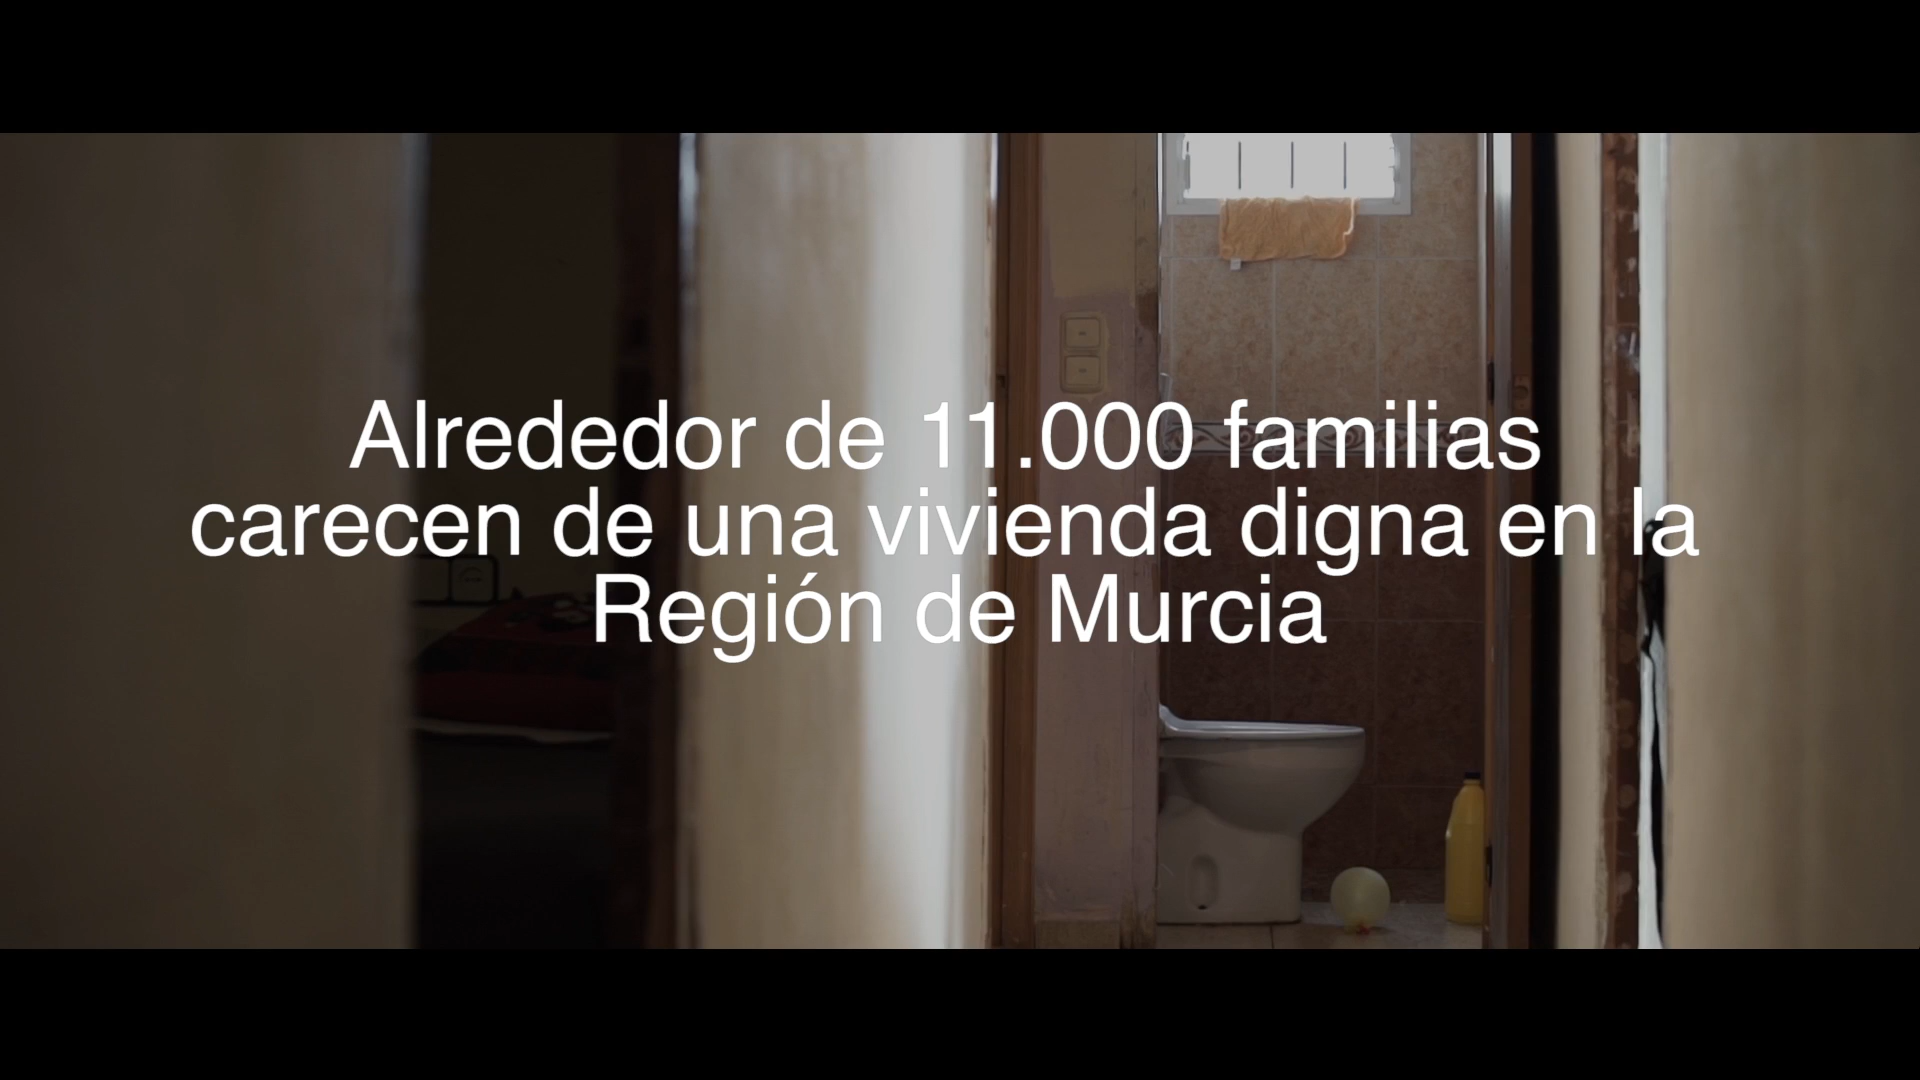 Alrededor de 11.000 familias
carecen de una vivienda digna en la
Región de Murcia